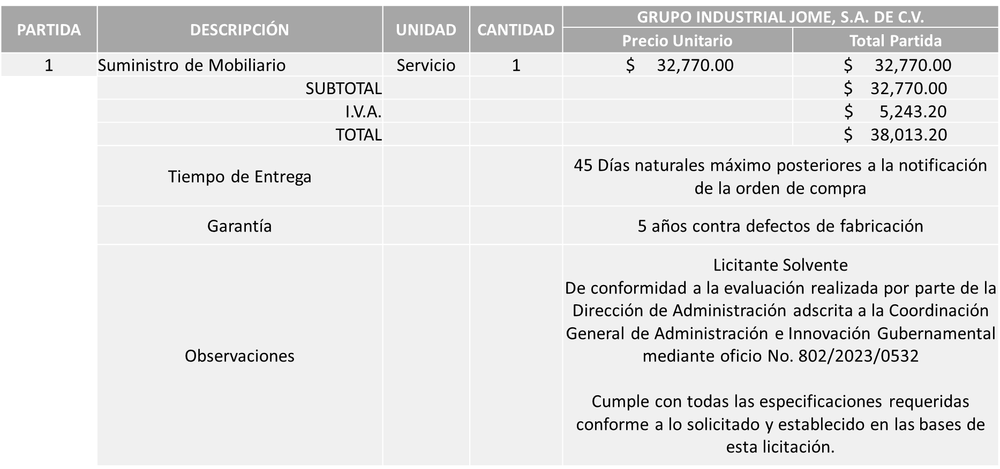 PARTIDA DESCRIPCIÓN UNIDAD CANTIDAD GRUPO INDUSTRIAL JOME, S.A. DE C.V.
Precio Unitario Total Partida
1 Suministro de Mobiliario Servicio 1 $ 32,770.00 $ 32,770.00
SUBTOTAL $ 32,770.00
I.V.A. $ 5,243.20
TOTAL $ 38,013.20
Tiempo de Entrega
45 Días naturales máximo posteriores a la notificación
de la orden de compra
Garantía 5 años contra defectos de fabricación
Observaciones
Licitante Solvente
De conformidad a la evaluación realizada por parte de la
Dirección de Administración adscrita a la Coordinación
General de Administración e Innovación Gubernamental
mediante oficio No. 802/2023/0532
Cumple con todas las especificaciones requeridas
conforme a lo solicitado y establecido en las bases de
esta licitación.